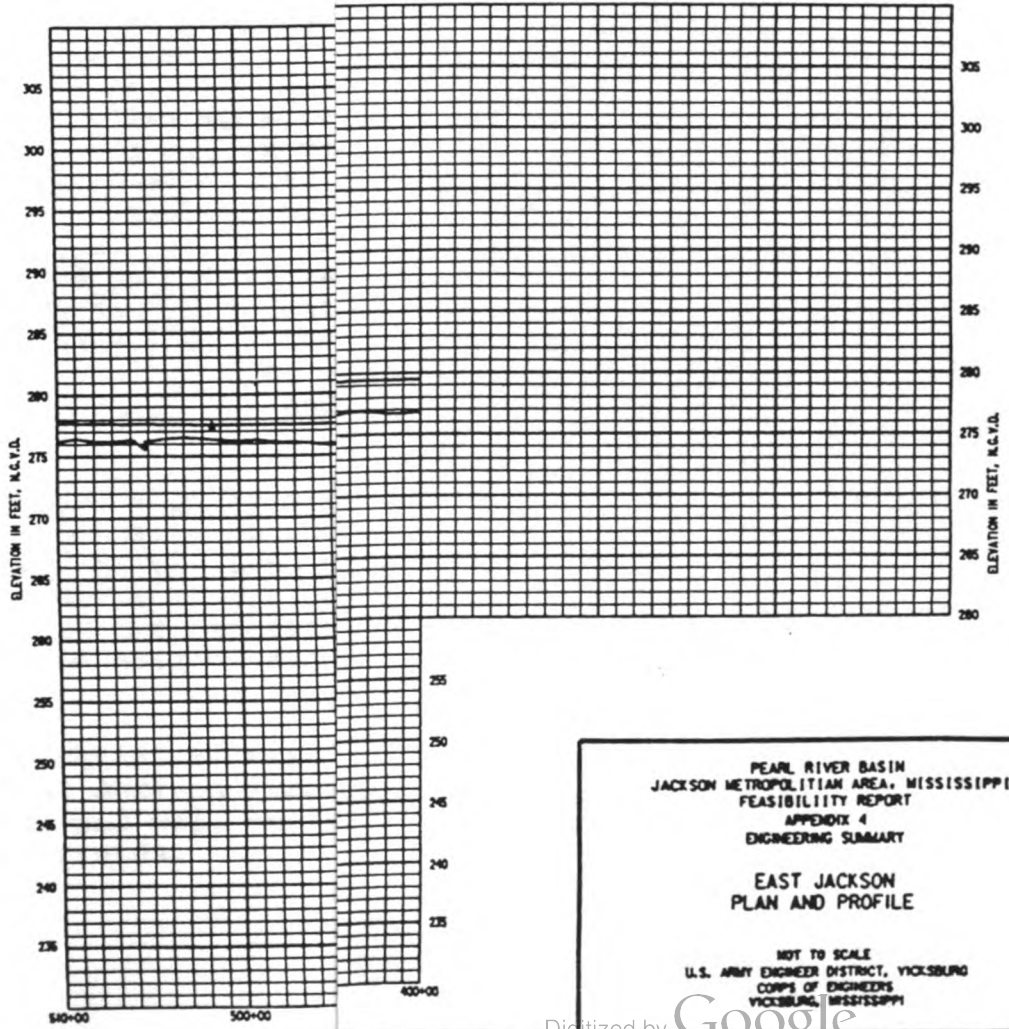 305
300
295
290
285
280
275
270
265
260
255
250
245
240
235
ELEVATION IN FEET, N.G.V.D.
510+00
500+00
400+00
255
250
245
240
235
305
300
295
290
285
280
275
270
265
260
ELEVATION IN FEET, N.G.V.D.
PEARL RIVER BASIN
JACKSON METROPOLITIAN AREA, MISSISSIPPI
FEASIBILIITY REPORT
APPENDIX 4
ENGINEERING SUMMARY
EAST JACKSON
PLAN AND PROFILE
NOT TO SCALE
U.S. ARMY ENGINEER DISTRICT, VICKSBURG
CORPS OF ENGINEERS
VICKSBURG, MISSISSIPPI
Digitized by Google